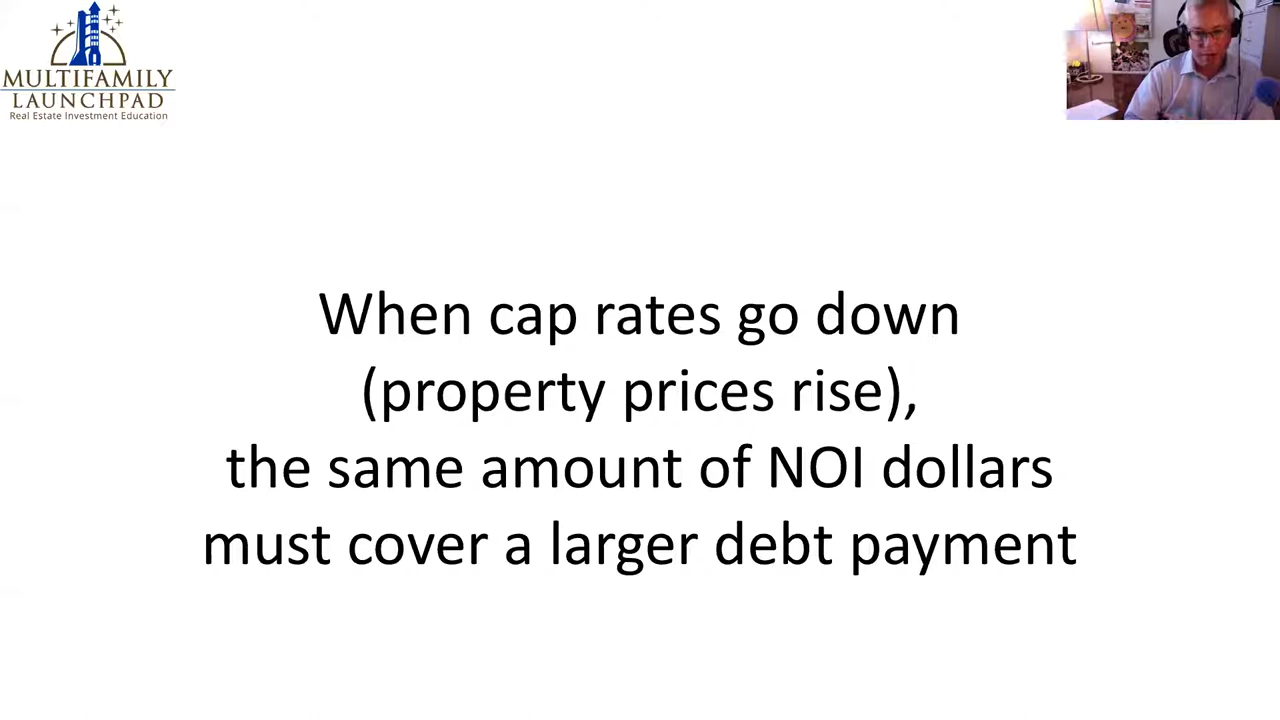 MULTIFAMILY
LAUNCHPAD
Real Estate Investment Education
When cap rates go down
(property prices rise),
the same amount of NOI dollars
must cover a larger debt payment